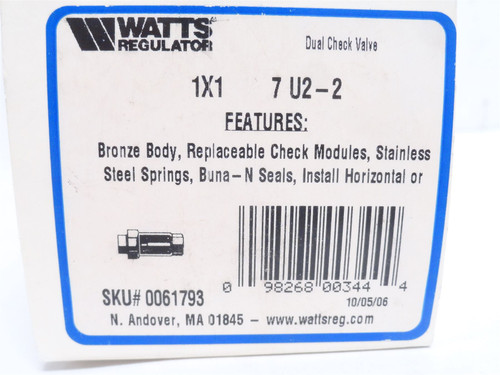 WATTS
REGULATOR
Dual Check Valve
1X1 7 U2-2
FEATURES:
Bronze Body, Replaceable Check Modules, Stainless
Steel Springs, Buna-N Seals, Install Horizontal or
0 98268 00344 4
SKU# 0061793
10/05/06
N. Andover, MA 01845 - www.wattsreg.com